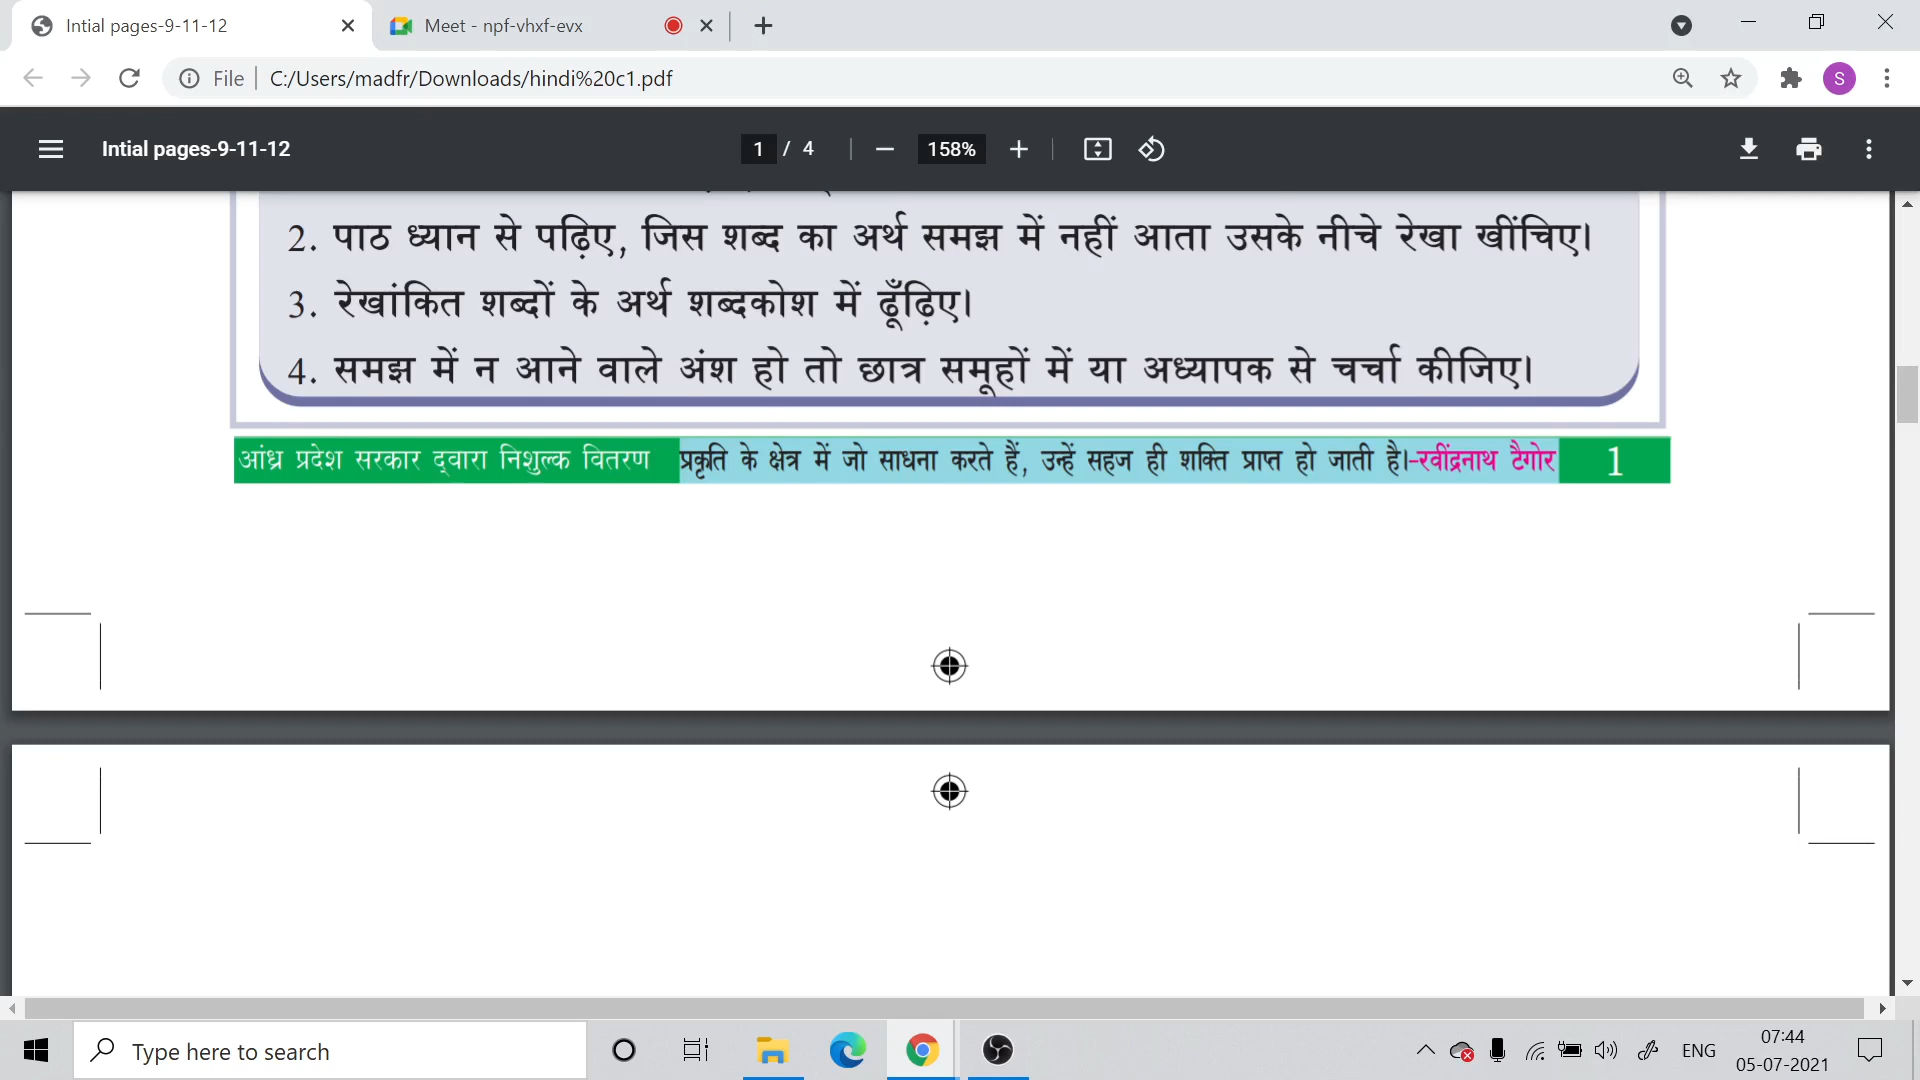 Intial pages-9-11-12
Meet - npf-vhxf-evx
File
C:/Users/madfr/Downloads/hindi%20c1.pdf
S
Intial pages-9-11-12
1 / 4
158%
2. पाठ ध्यान से पढ़िए, जिस शब्द का अर्थ समझ में नहीं आता उसके नीचे रेखा खींचिए।
3. रेखांकित शब्दों के अर्थ शब्दकोश में ढूँढ़िए।
4. समझ में न आने वाले अंश हो तो छात्र समूहों में या अध्यापक से चर्चा कीजिए।
आंध्र प्रदेश सरकार द्वारा निशुल्क वितरण प्रकृति के क्षेत्र में जो साधना करते हैं, उन्हें सहज ही शक्ति प्राप्त हो जाती है।-रवींद्रनाथ टैगोर 1
Type here to search
ENG
07:44
05-07-2021